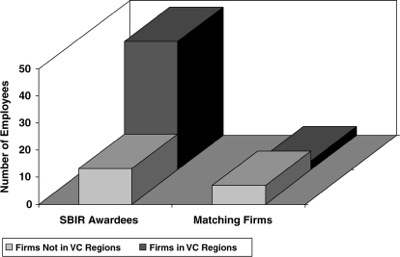 Number of Employees
50
40
30
20
10
0
SBIR Awardees
Matching Firms
Firms Not in VC Regions
Firms in VC Regions